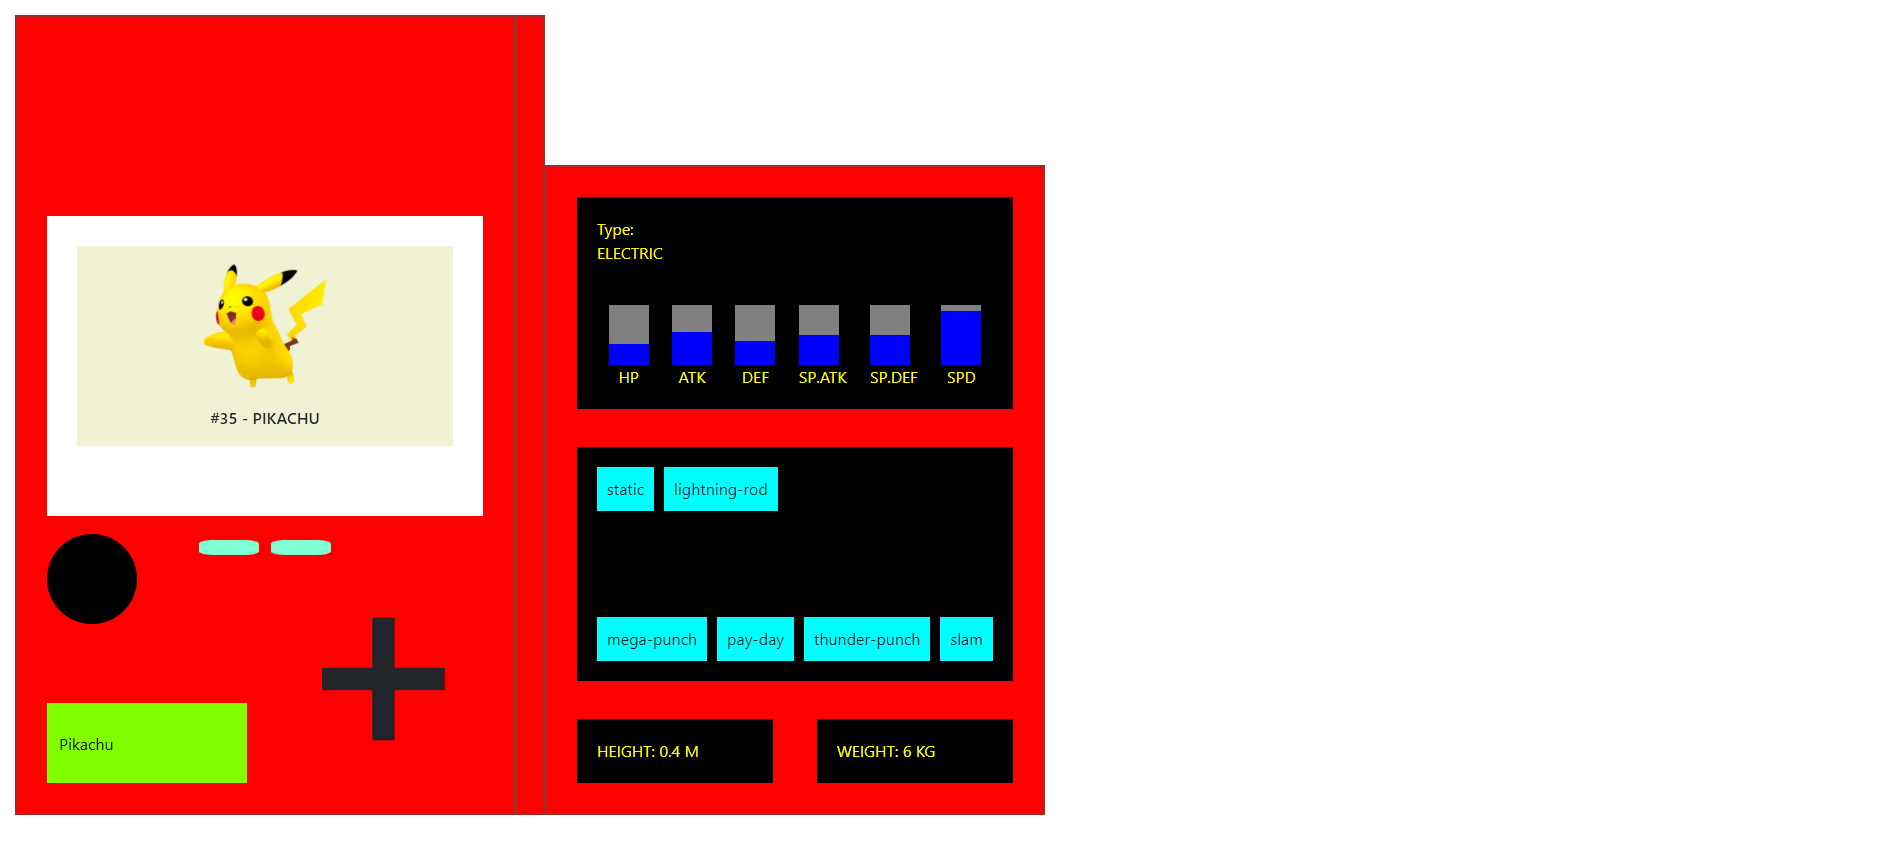 #35 - PIKACHU
Pikachu
Type:
ELECTRIC
HP ATK DEF SP.ATK SP.DEF SPD
static lightning-rod
mega-punch pay-day thunder-punch slam
HEIGHT: 0.4 M WEIGHT: 6 KG